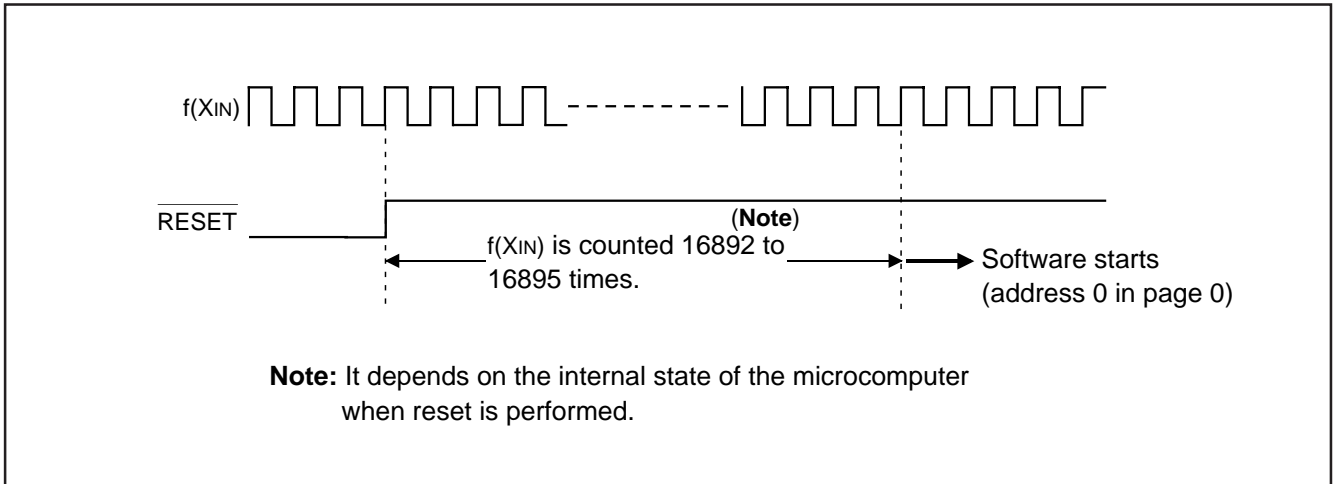 f(XIN)
RESET
(Note)
f(XIN) is counted 16892 to
16895 times.
Software starts
(address 0 in page 0)
Note: It depends on the internal state of the microcomputer
when reset is performed.